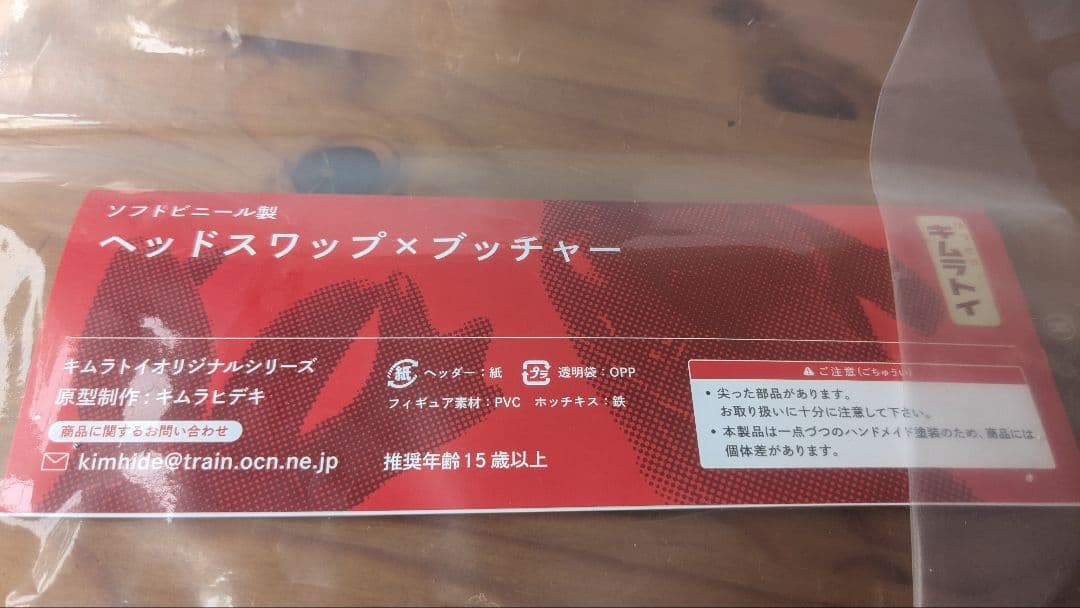 ソフトビニール製
ヘッドスワップ×ブッチャー
キムラトイ
キムラトイオリジナルシリーズ
原型制作：キムラヒデキ
商品に関するお問い合わせ
kimhide@train.ocn.ne.jp
紙 ヘッダー：紙 プラ 透明袋：OPP
フィギュア素材：PVC ホッチキス：鉄
推奨年齢15歳以上
ご注意(ごちゅうい)
• 尖った部品があります。
お取り扱いに十分に注意して下さい。
• 本製品は一点づつのハンドメイド塗装のため、商品には
個体差があります。